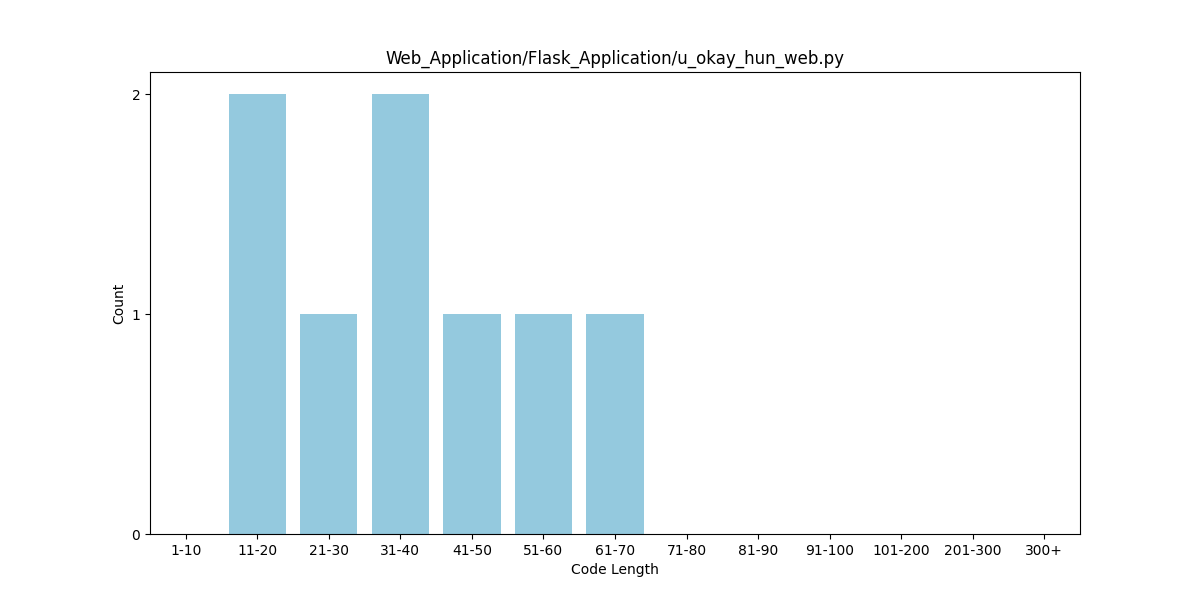 Web_Application/Flask_Application/u_okay_hun_web.py
Count
2
1
0
1-10 11-20 21-30 31-40 41-50 51-60 61-70 71-80 81-90 91-100 101-200 201-300 300+
Code Length